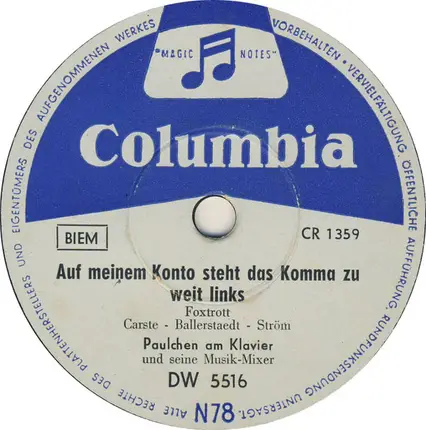 "MAGIC NOTES"
Columbia
BIEM
CR 1359
Auf meinem Konto steht das Komma zu
weit links
Foxtrott
Carste - Ballerstaedt - Ström
Paulchen am Klavier
und seine Musik-Mixer
DW 5516
N78
ALLE RECHTE DES PLATTENHERSTELLERS UND EIGENTÜMERS DES AUFGENOMMENEN WERKES VORBEHALTEN • VERVIELFÄLTIGUNG, ÖFFENTLICHE AUFFÜHRUNG, RUNDFUNKSENDUNG UNTERSAGT.